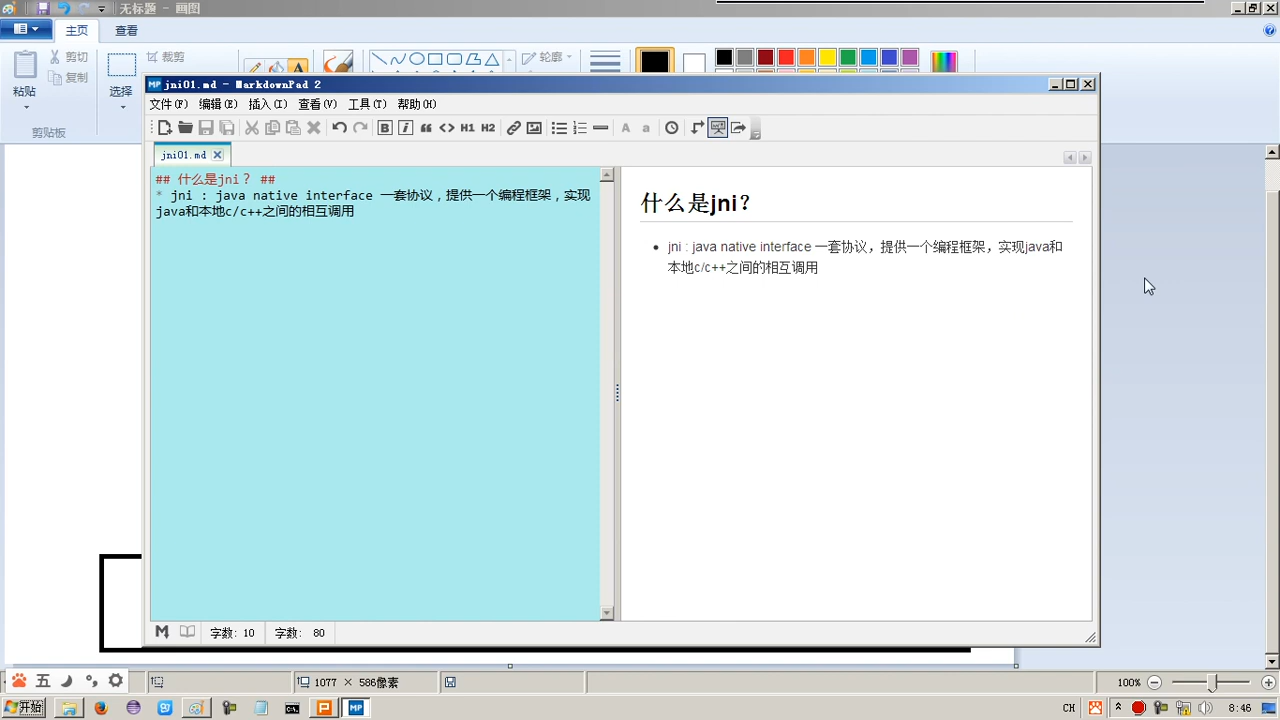 无标题 - 画图
主页 查看
剪切 裁剪 轮廓
复制
粘贴 选择
剪贴板
jni01.md - MarkdownPad 2
文件(F) 编辑(E) 插入(I) 查看(V) 工具(T) 帮助(H)
B I H1 H2 A a
jni01.md
## 什么是jni？ ##
* jni : java native interface 一套协议，提供一个编程框架，实现
java和本地c/c++之间的相互调用
什么是jni？
jni : java native interface 一套协议，提供一个编程框架，实现java和
本地c/c++之间的相互调用
字数: 10 字数: 80
五 1077 × 586像素 100%
开始 CH 8:46